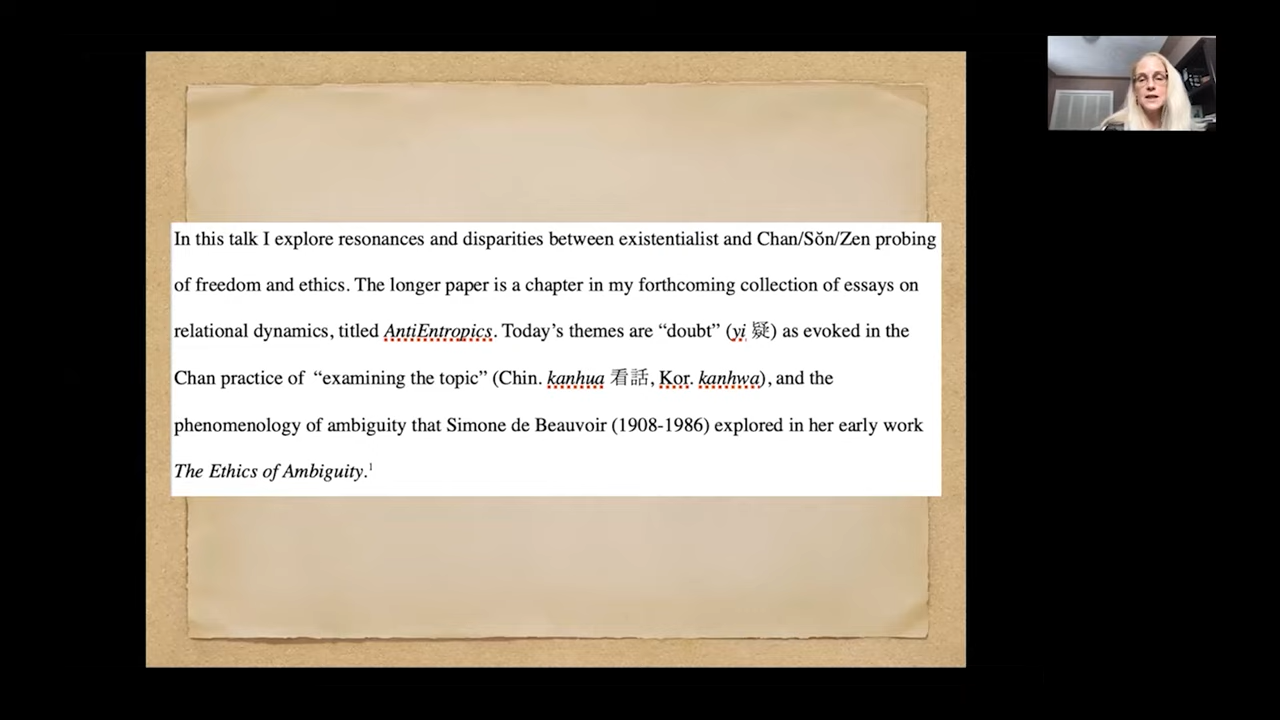 In this talk I explore resonances and disparities between existentialist and Chan/Sŏn/Zen probing
of freedom and ethics. The longer paper is a chapter in my forthcoming collection of essays on
relational dynamics, titled AntiEntropics. Today’s themes are “doubt” (yi 疑) as evoked in the
Chan practice of “examining the topic” (Chin. kanhua 看話, Kor. kanhwa), and the
phenomenology of ambiguity that Simone de Beauvoir (1908-1986) explored in her early work
The Ethics of Ambiguity.1